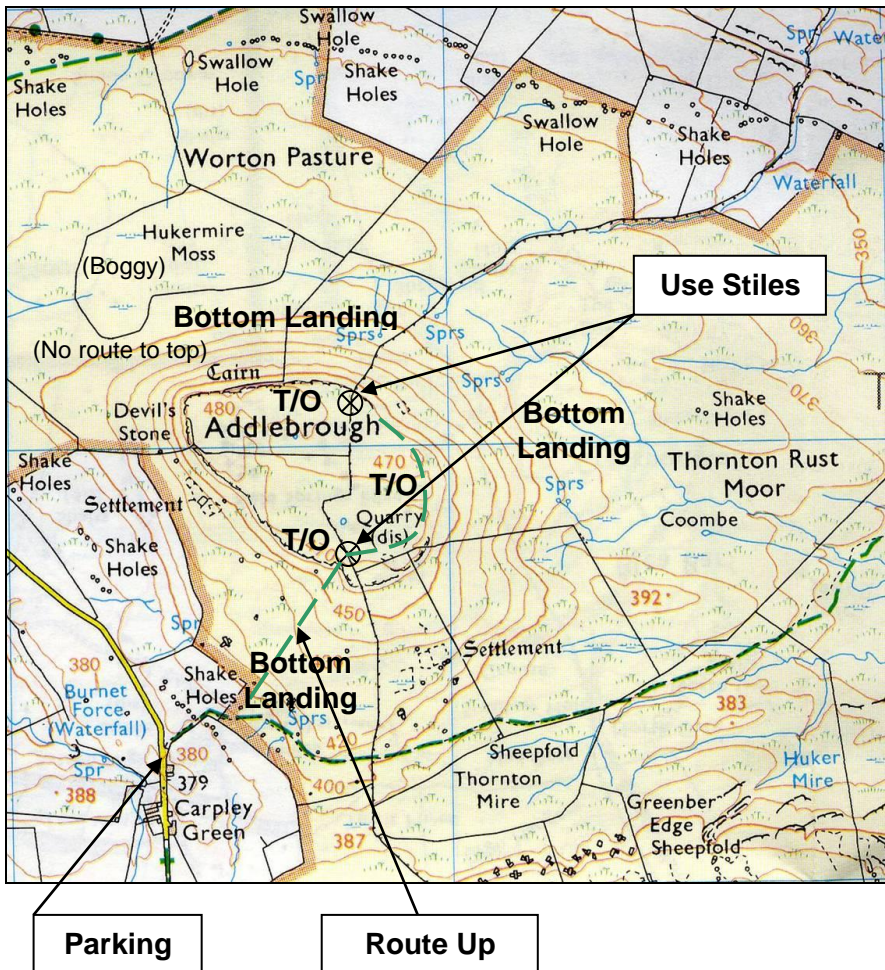 Swallow
Hole
Spr
Wate
Swallow
Hole
Shake
Holes
Spr
Shake
Holes
Swallow
Hole
Shake
Holes
Worton Pasture
Waterfall
350
Hukermire
Moss
(Boggy)
Use Stiles
Bottom Landing
Sprs
Sprs
360
(No route to top)
Cairn
Sprs
370
T/O
480
Devil's
Stone
Addlebrough
Bottom
Landing
Shake
Holes
Shake
Holes
470
Thornton Rust
Moor
T/O
Sprs
Settlement
Quarry
(dis)
Coombe
T/O
Shake
Holes
450
392
Spr
Settlement
Bottom
Landing
380
Shake
Holes
Burnet
Force
(Waterfall)
Sprs
383
380
Spr
379
Sheepfold
Huker
Mire
388
400
Thornton
Mire
Carpley
Green
Greenber
Edge
Sheepfold
387
Parking
Route Up